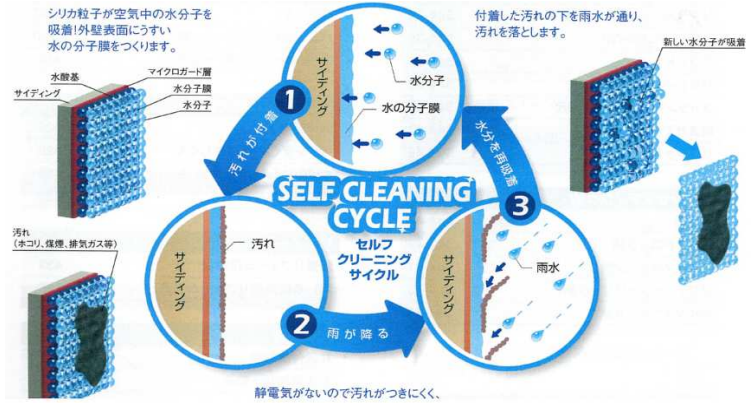 シリカ粒子が空気中の水分子を
吸着!外壁表面にうすい
水の分子膜をつくります。
水酸基
マイクロガード層
サイディング
水分子膜
水分子
サイディング
水分子
水の分子膜
付着した汚れの下を雨水が通り、
汚れを落とします。
新しい水分子が吸着
1
汚れが付着
水分を再吸着
SELF CLEANING
CYCLE
セルフ
クリーニング
サイクル
3
汚れ
(ホコリ、煤煙、排気ガス等)
サイディング
汚れ
サイディング
雨水
2
雨が降る
静電気がないので汚れがつきにくく、